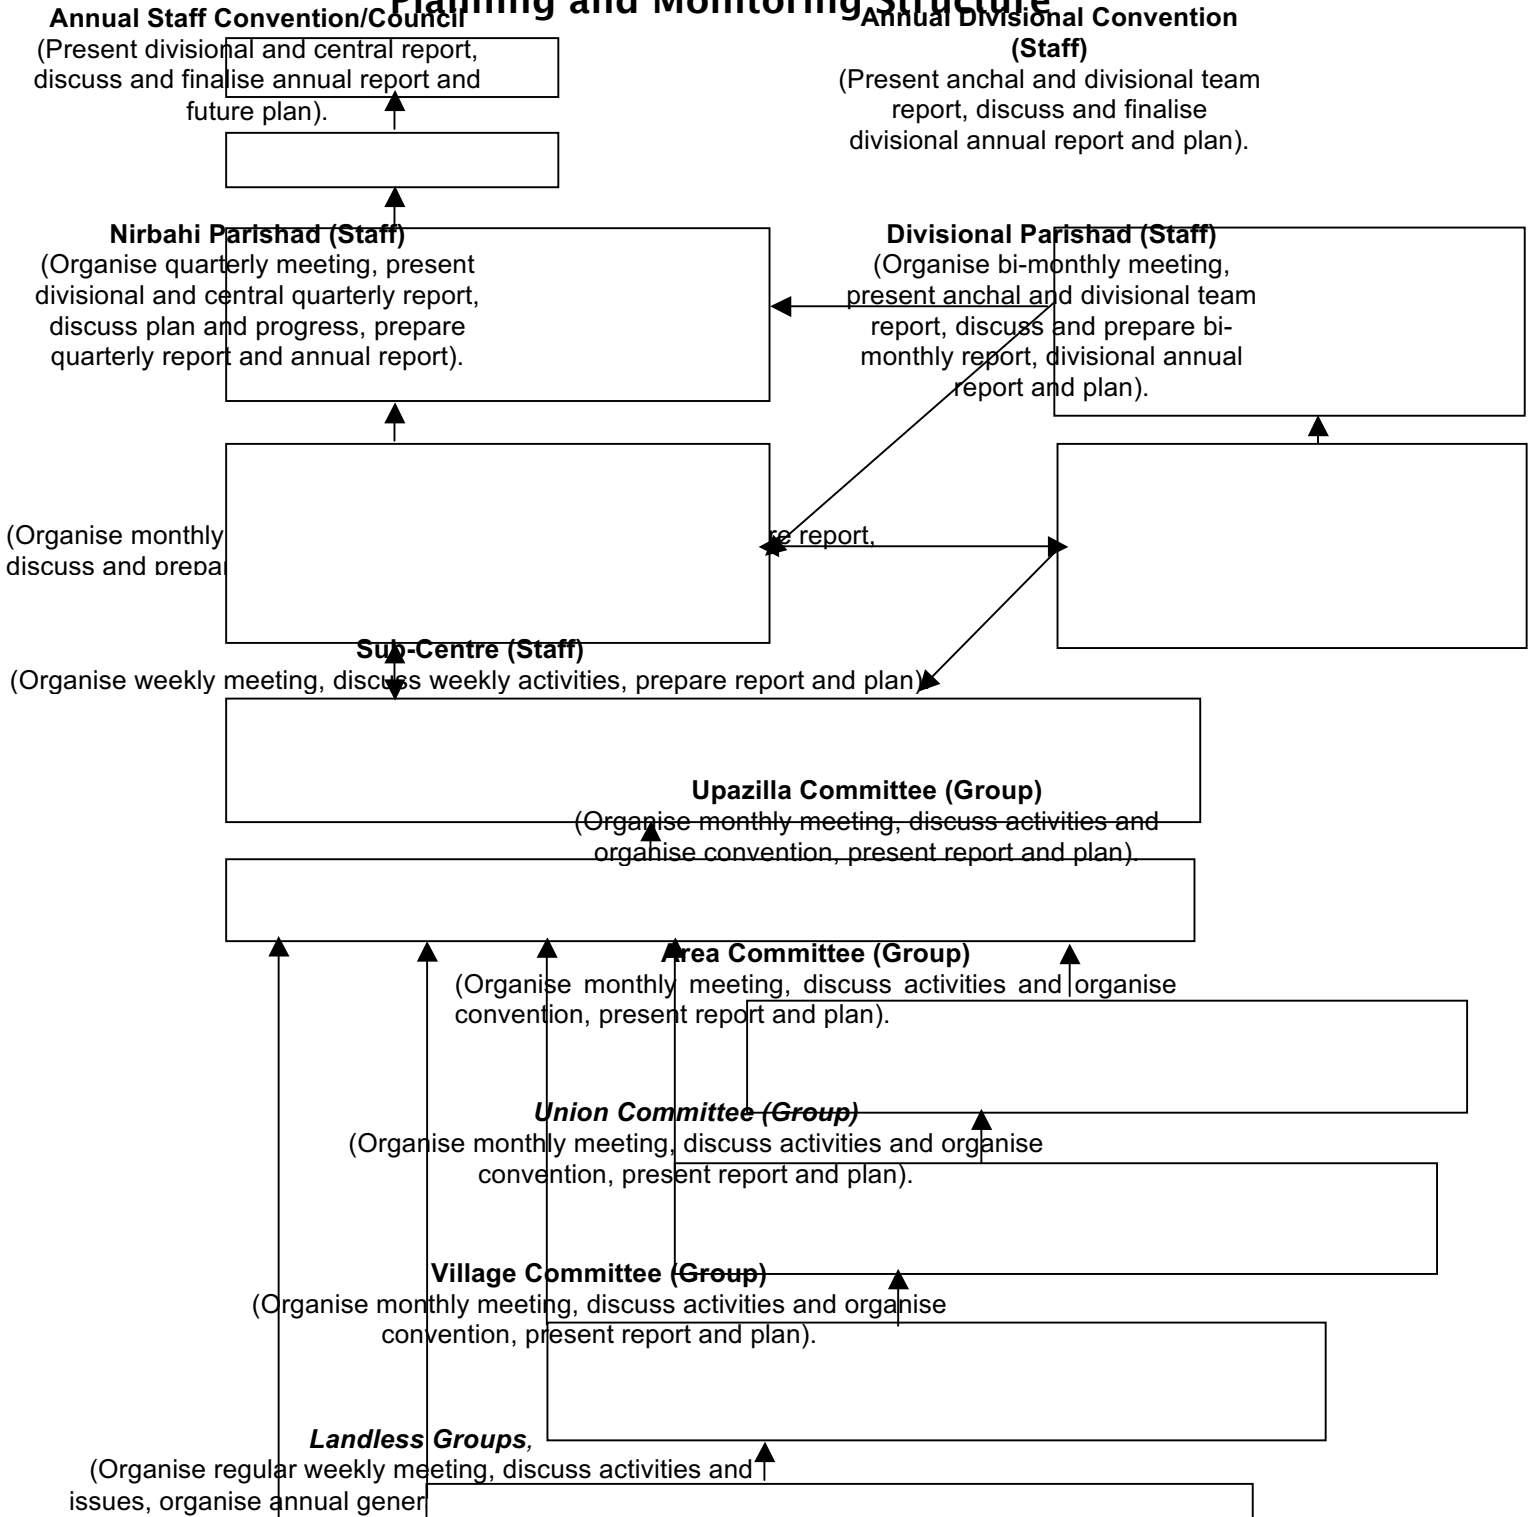 Planning and Monitoring Structure
Annual Staff Convention/Council
(Present divisional and central report,
discuss and finalise annual report and
future plan).
Annual Divisional Convention
(Staff)
(Present anchal and divisional team
report, discuss and finalise
divisional annual report and plan).
Nirbahi Parishad (Staff)
(Organise quarterly meeting, present
divisional and central quarterly report,
discuss plan and progress, prepare
quarterly report and annual report).
Divisional Parishad (Staff)
(Organise bi-monthly meeting,
present anchal and divisional team
report, discuss and prepare bi-
monthly report, divisional annual
report and plan).
(Organise monthly re report,
discuss and prepar
Sub-Centre (Staff)
(Organise weekly meeting, discuss weekly activities, prepare report and plan)
Upazilla Committee (Group)
(Organise monthly meeting, discuss activities and
organise convention, present report and plan).
Area Committee (Group)
(Organise monthly meeting, discuss activities and organise
convention, present report and plan).
Union Committee (Group)
(Organise monthly meeting, discuss activities and organise
convention, present report and plan).
Village Committee (Group)
(Organise monthly meeting, discuss activities and organise
convention, present report and plan).
Landless Groups,
(Organise regular weekly meeting, discuss activities and
issues, organise annual gener